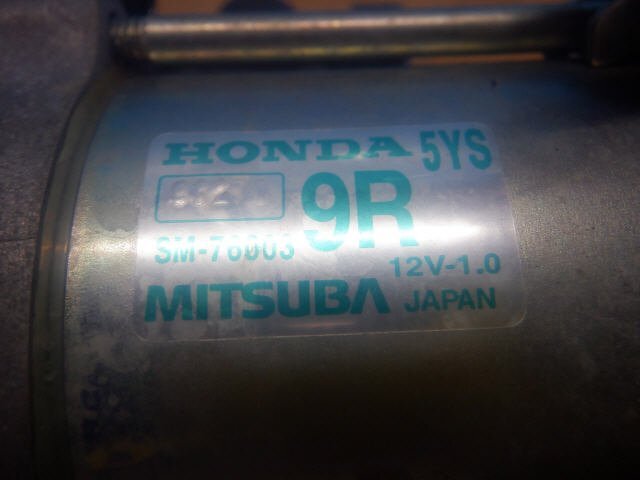 HONDA 5YS
9R
SM-76003
12V-1.0
MITSUBA JAPAN